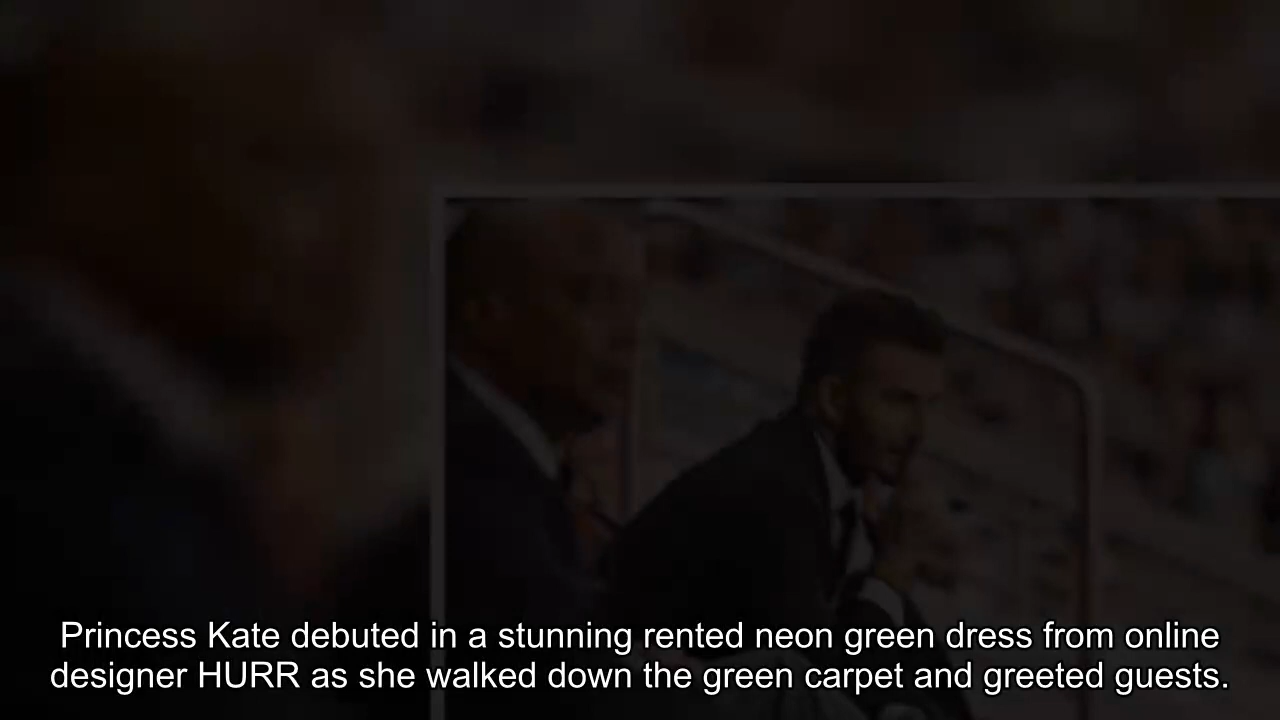 Princess Kate debuted in a stunning rented neon green dress from online
designer HURR as she walked down the green carpet and greeted guests.